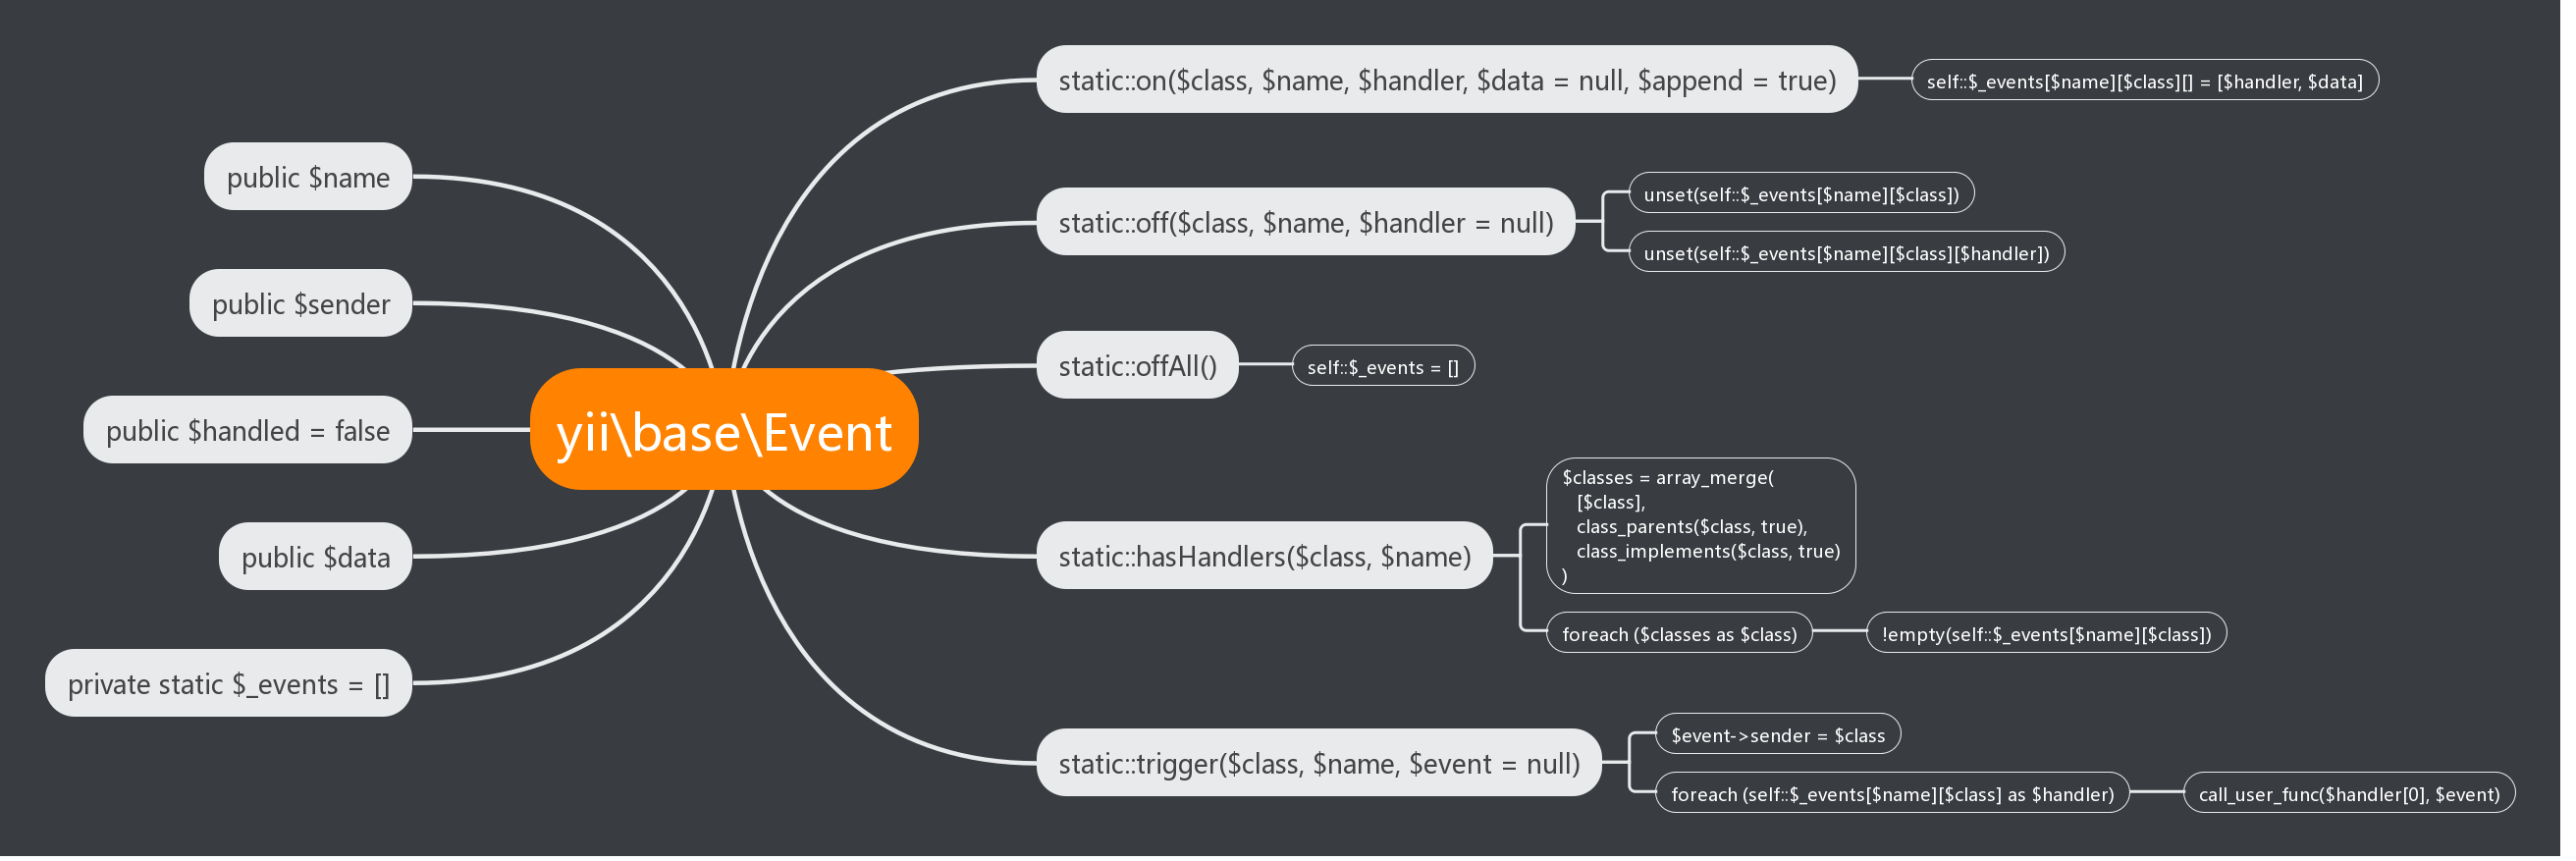 yii\base\Event
public $name
public $sender
public $handled = false
public $data
private static $_events = []
static::on($class, $name, $handler, $data = null, $append = true)
self::$_events[$name][$class][] = [$handler, $data]
static::off($class, $name, $handler = null)
unset(self::$_events[$name][$class])
unset(self::$_events[$name][$class][$handler])
static::offAll()
self::$_events = []
static::hasHandlers($class, $name)
$classes = array_merge(
[$class],
class_parents($class, true),
class_implements($class, true)
)
foreach ($classes as $class)
!empty(self::$_events[$name][$class])
static::trigger($class, $name, $event = null)
$event->sender = $class
foreach (self::$_events[$name][$class] as $handler)
call_user_func($handler[0], $event)